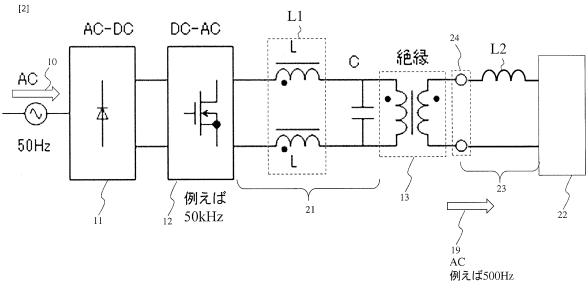 [2]
AC-DC
DC-AC
L1
AC
10
L
C
絶縁
24
L2
50Hz
L
11
12
例えば
50kHz
21
13
23
22
19
AC
例えば500Hz